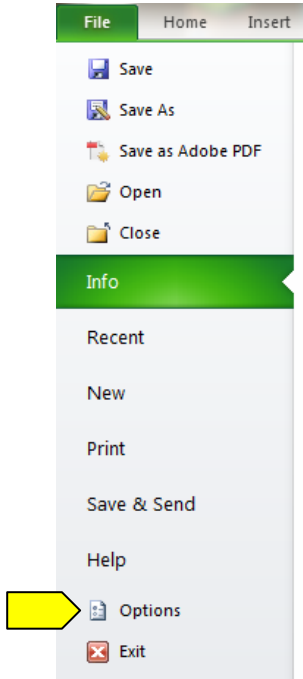 File Home Insert
Save
Save As
Save as Adobe PDF
Open
Close
Info
Recent
New
Print
Save & Send
Help
Options
Exit